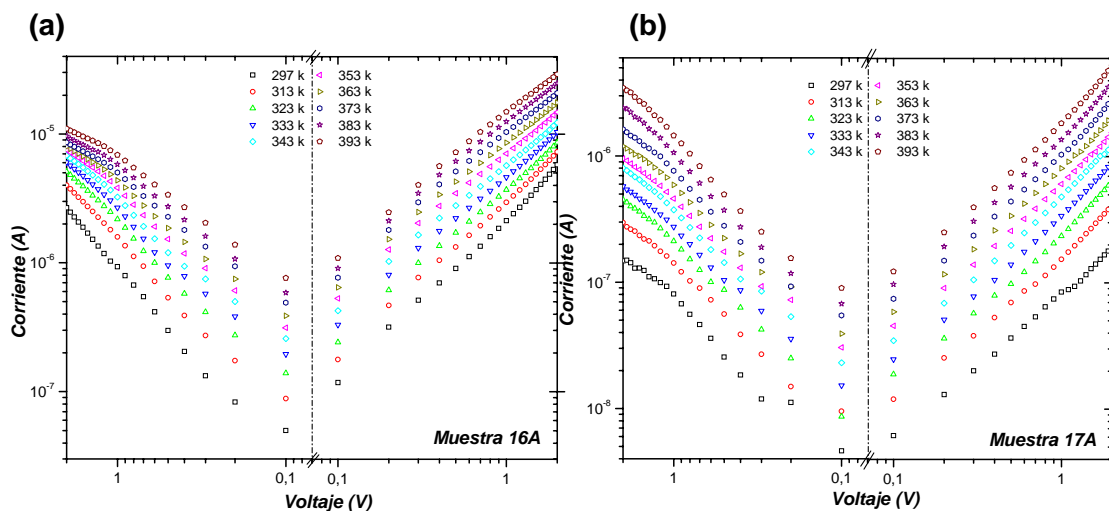 (a)
10⁻⁵
10⁻⁶
10⁻⁷
Corriente (A)
297 k
313 k
323 k
333 k
343 k
353 k
363 k
373 k
383 k
393 k
Muestra 16A
1
0,1
0,1
1
Voltaje (V)
(b)
10⁻⁶
10⁻⁷
10⁻⁸
Corriente (A)
297 k
313 k
323 k
333 k
343 k
353 k
363 k
373 k
383 k
393 k
Muestra 17A
1
0,1
0,1
1
Voltaje (V)